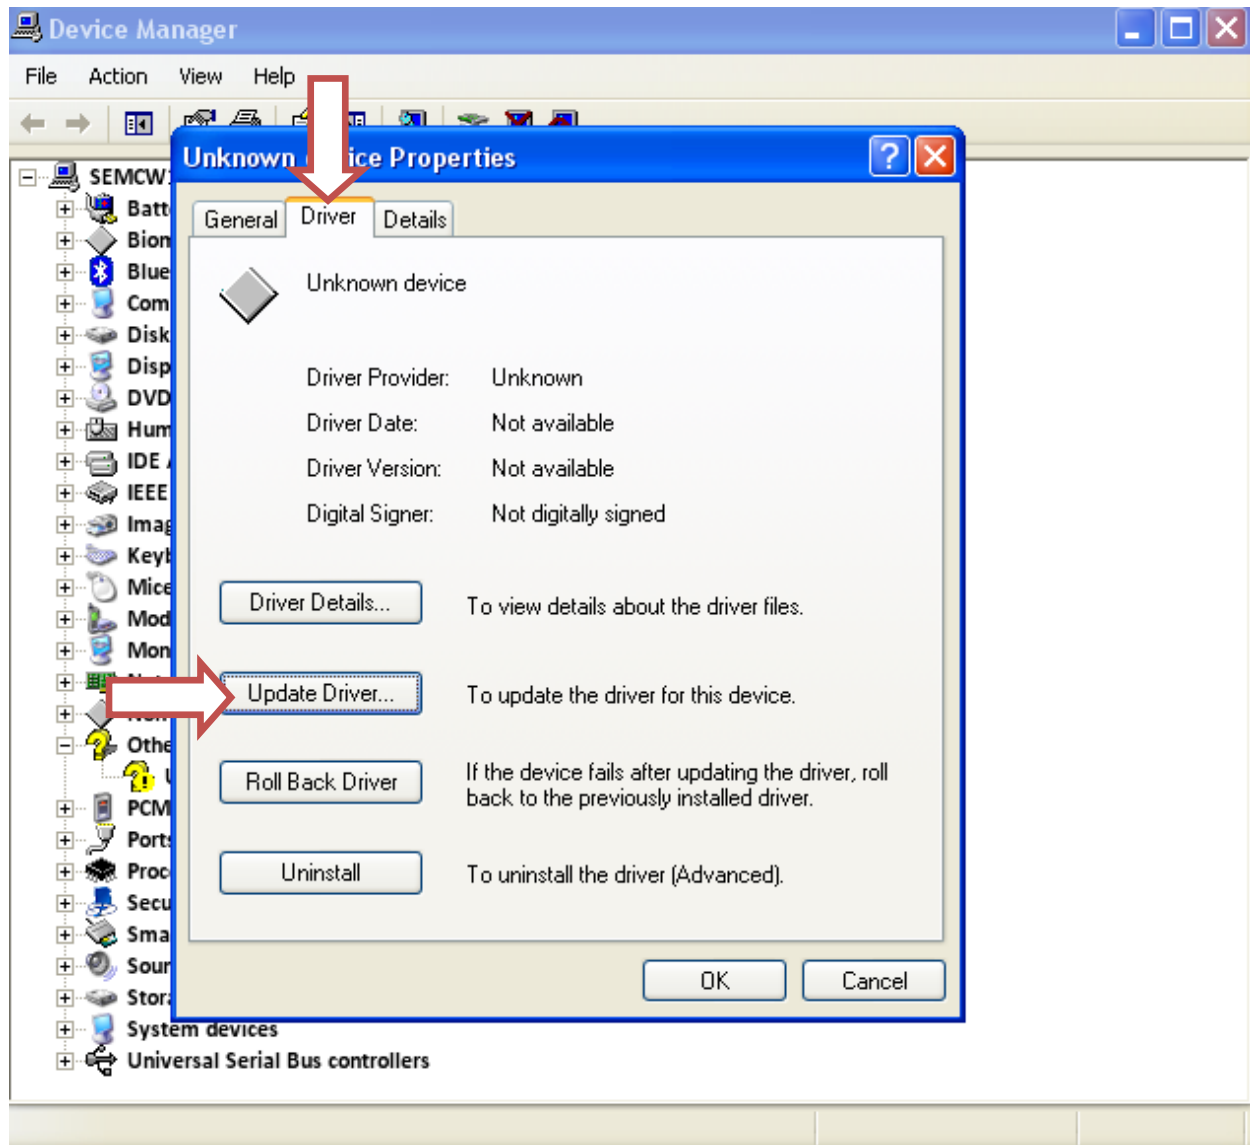 Device Manager
File Action View Help
Unknown Properties
SEMCW
General Driver Details
Unknown device
Driver Provider: Unknown
Driver Date: Not available
Driver Version: Not available
Digital Signer: Not digitally signed
Driver Details...
To view details about the driver files.
Update Driver...
To update the driver for this device.
Roll Back Driver
If the device fails after updating the driver, roll
back to the previously installed driver.
Uninstall
To uninstall the driver (Advanced).
OK Cancel
Batt
Biom
Blue
Com
Disk
Disp
DVD
Hum
IDE
IEEE
Imag
Keyb
Mice
Mod
Mon
Othe
PCM
Ports
Proc
Secu
Sma
Soun
Stora
System devices
Universal Serial Bus controllers